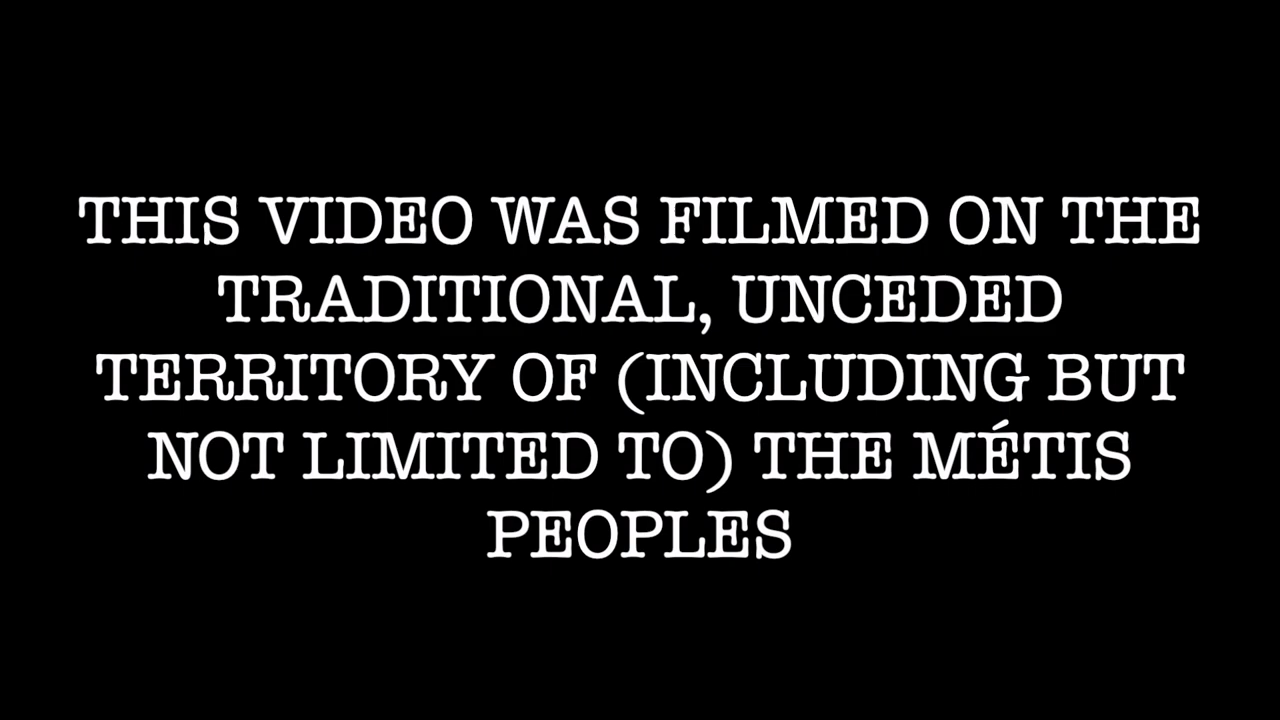 THIS VIDEO WAS FILMED ON THE
TRADITIONAL, UNCEDED
TERRITORY OF (INCLUDING BUT
NOT LIMITED TO) THE MÉTIS
PEOPLES